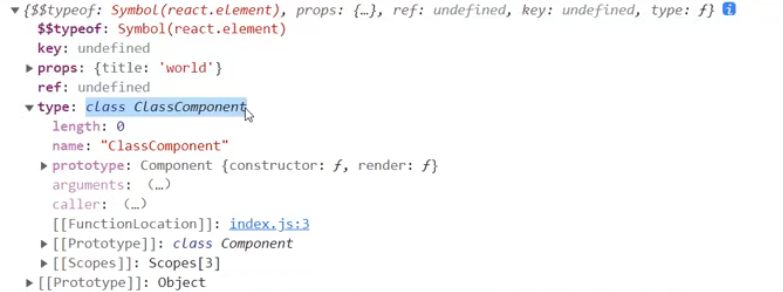 ▼{$$typeof: Symbol(react.element), props: {…}, ref: undefined, key: undefined, type: ƒ} i
$$typeof: Symbol(react.element)
key: undefined
▶props: {title: 'world'}
ref: undefined
▼type: class ClassComponent
length: 0
name: "ClassComponent"
▶prototype: Component {constructor: ƒ, render: ƒ}
arguments: (…)
caller: (…)
[[FunctionLocation]]: index.js:3
▶[[Prototype]]: class Component
▶[[Scopes]]: Scopes[3]
▶[[Prototype]]: Object